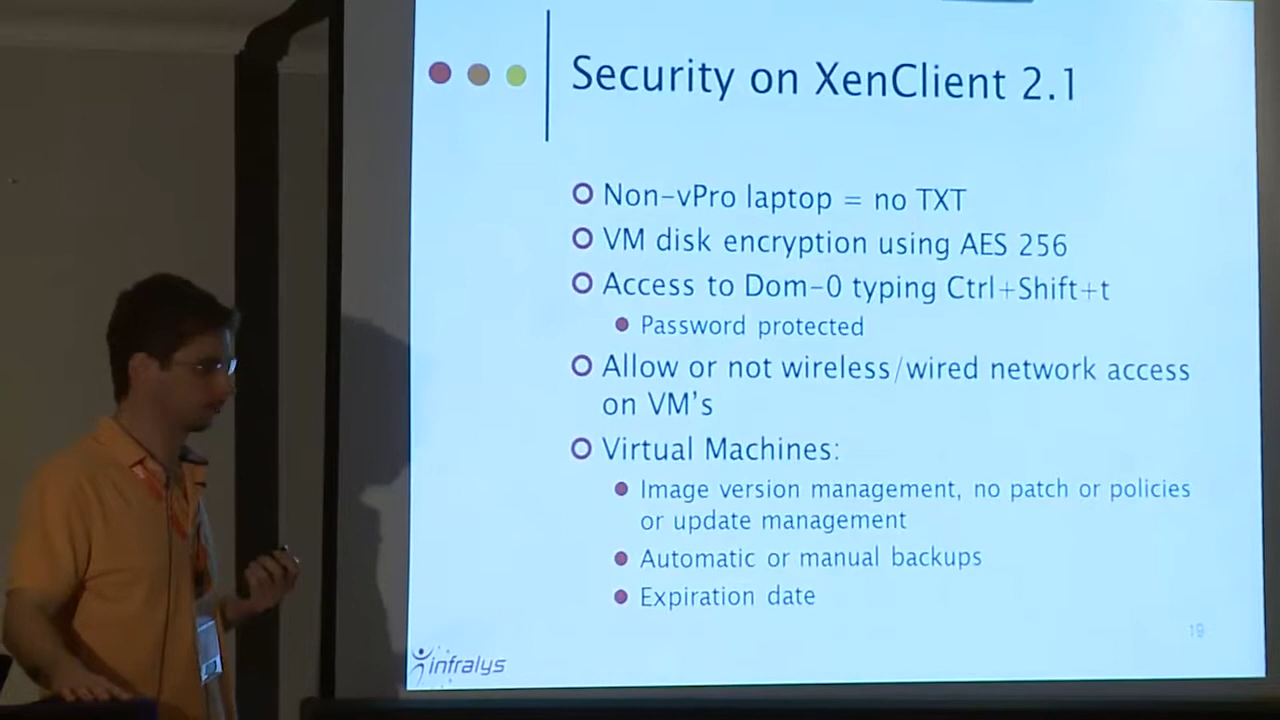 Security on XenClient 2.1
Non-vPro laptop = no TXT
VM disk encryption using AES 256
Access to Dom-0 typing Ctrl+Shift+t
Password protected
Allow or not wireless/wired network access
on VM's
Virtual Machines:
Image version management, no patch or policies
or update management
Automatic or manual backups
Expiration date
19
infralys